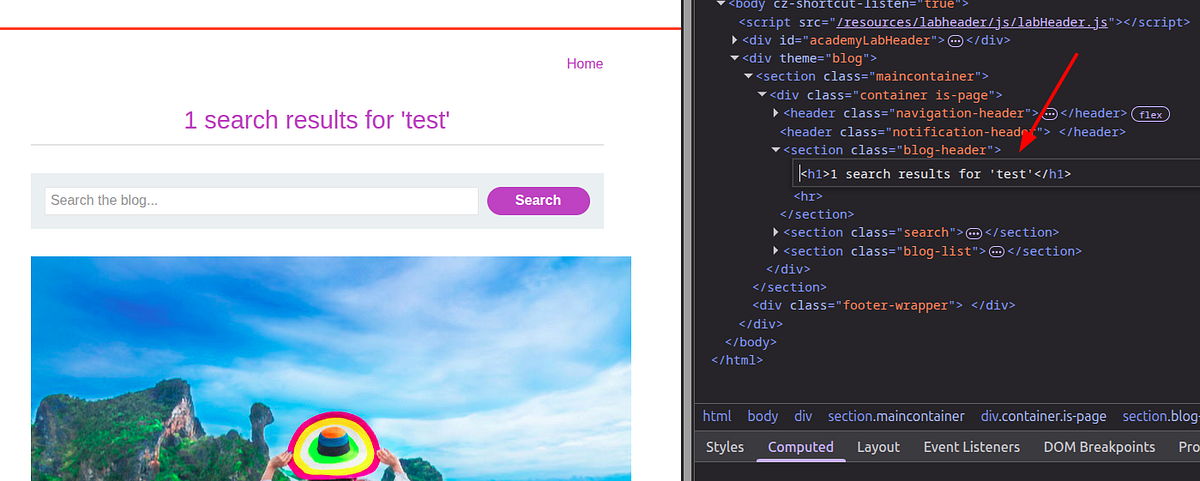 Home
1 search results for 'test'
Search the blog...
Search
<body cz-shortcut-listen="true">
<script src="/resources/labheader/js/labHeader.js"></script>
<div id="academyLabHeader"></div>
<div theme="blog">
<section class="maincontainer">
<div class="container is-page">
<header class="navigation-header"></header> flex
<header class="notification-header"> </header>
<section class="blog-header">
<h1>1 search results for 'test'</h1>
<hr>
</section>
<section class="search"></section>
<section class="blog-list"></section>
</div>
</section>
<div class="footer-wrapper"> </div>
</div>
</body>
</html>
html body div section.maincontainer div.container.is-page section.blog-
Styles Computed Layout Event Listeners DOM Breakpoints Pro